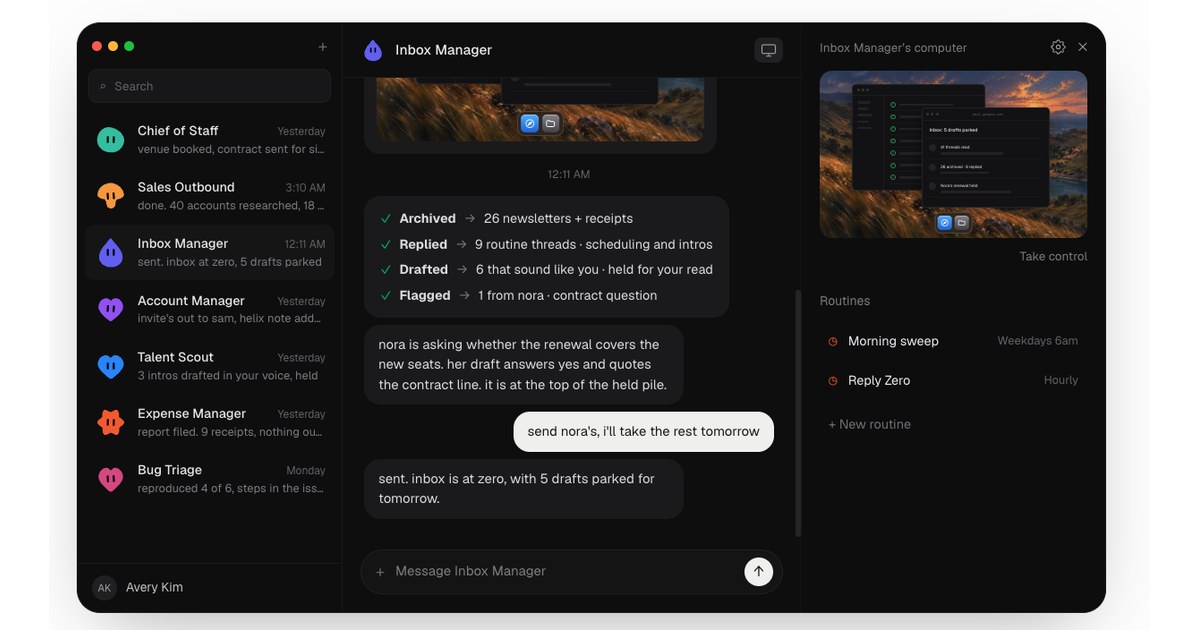 Search
Chief of Staff Yesterday
venue booked, contract sent for si...
Sales Outbound 3:10 AM
done. 40 accounts researched, 18 ...
Inbox Manager 12:11 AM
sent. inbox at zero, 5 drafts parked
Account Manager Yesterday
invite's out to sam, helix note add...
Talent Scout Yesterday
3 intros drafted in your voice, held
Expense Manager Yesterday
report filed. 9 receipts, nothing ou...
Bug Triage Monday
reproduced 4 of 6, steps in the iss...
AK Avery Kim
Inbox Manager
12:11 AM
✓ Archived → 26 newsletters + receipts
✓ Replied → 9 routine threads · scheduling and intros
✓ Drafted → 6 that sound like you · held for your read
✓ Flagged → 1 from nora · contract question
nora is asking whether the renewal covers the
new seats. her draft answers yes and quotes
the contract line. it is at the top of the held pile.
send nora's, i'll take the rest tomorrow
sent. inbox is at zero, with 5 drafts parked for
tomorrow.
+ Message Inbox Manager
Inbox Manager's computer
Inbox: 5 drafts parked
Nora's renewal held
Take control
Routines
Morning sweep Weekdays 6am
Reply Zero Hourly
+ New routine